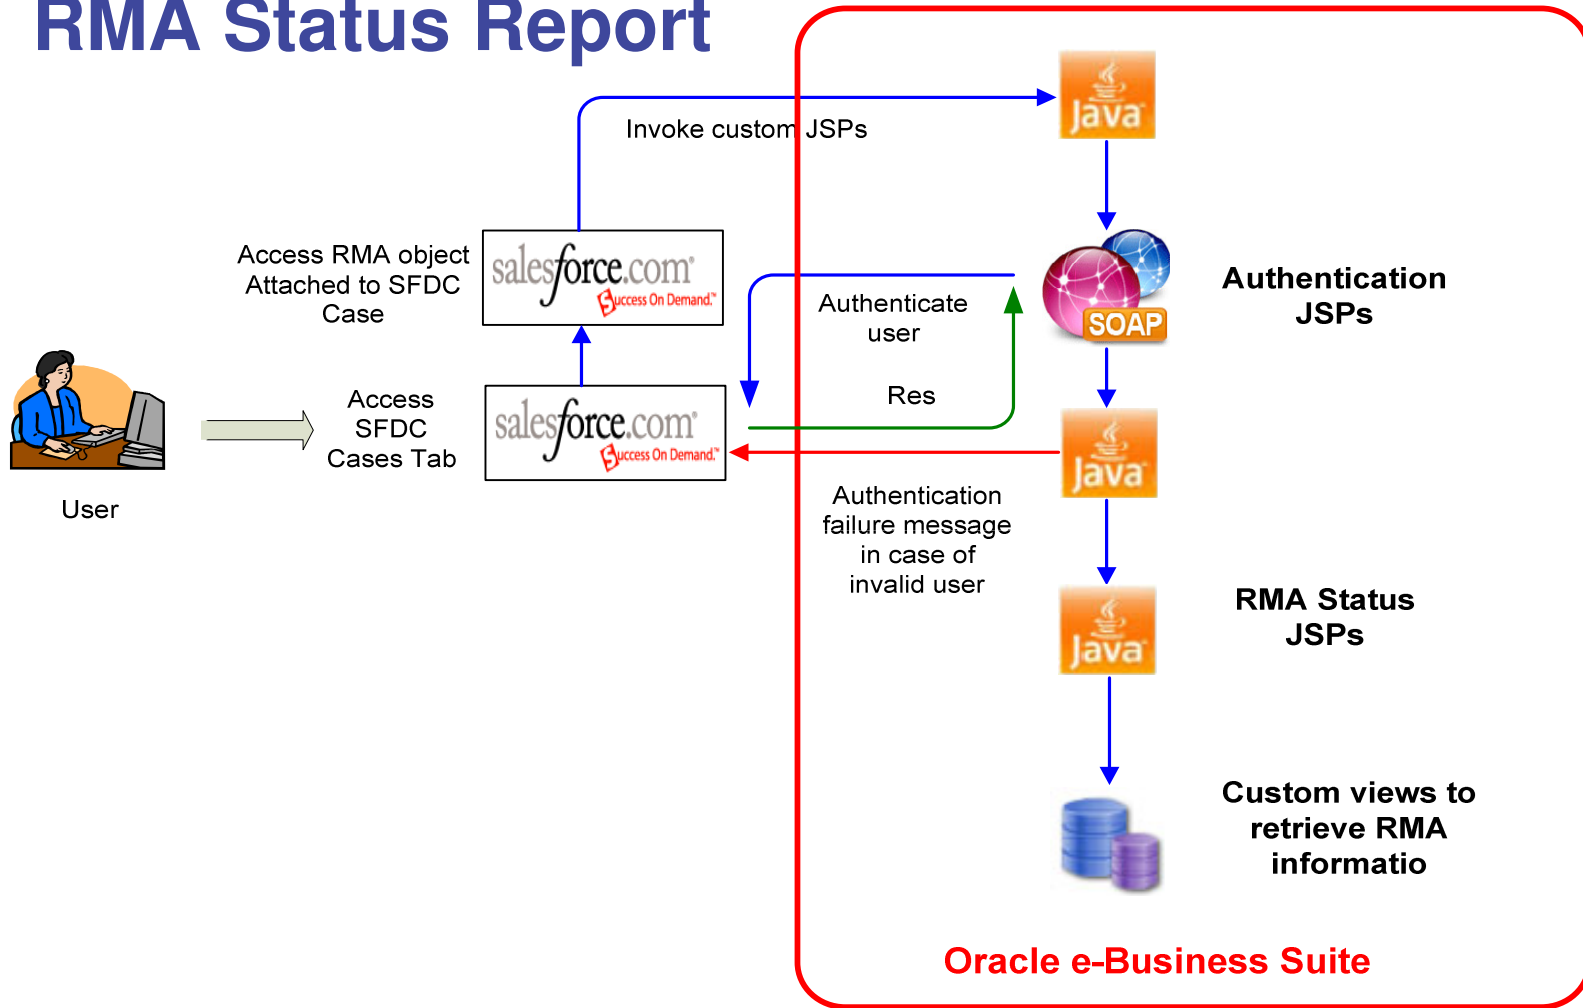 RMA Status Report
Invoke custom JSPs
Java
Access RMA object
Attached to SFDC
Case
salesforce.com®
Success On Demand.™
Authenticate
user
SOAP
Authentication
JSPs
Access
SFDC
Cases Tab
salesforce.com®
Success On Demand.™
Res
Java
User
Authentication
failure message
in case of
invalid user
Java
RMA Status
JSPs
Custom views to
retrieve RMA
informatio
Oracle e-Business Suite